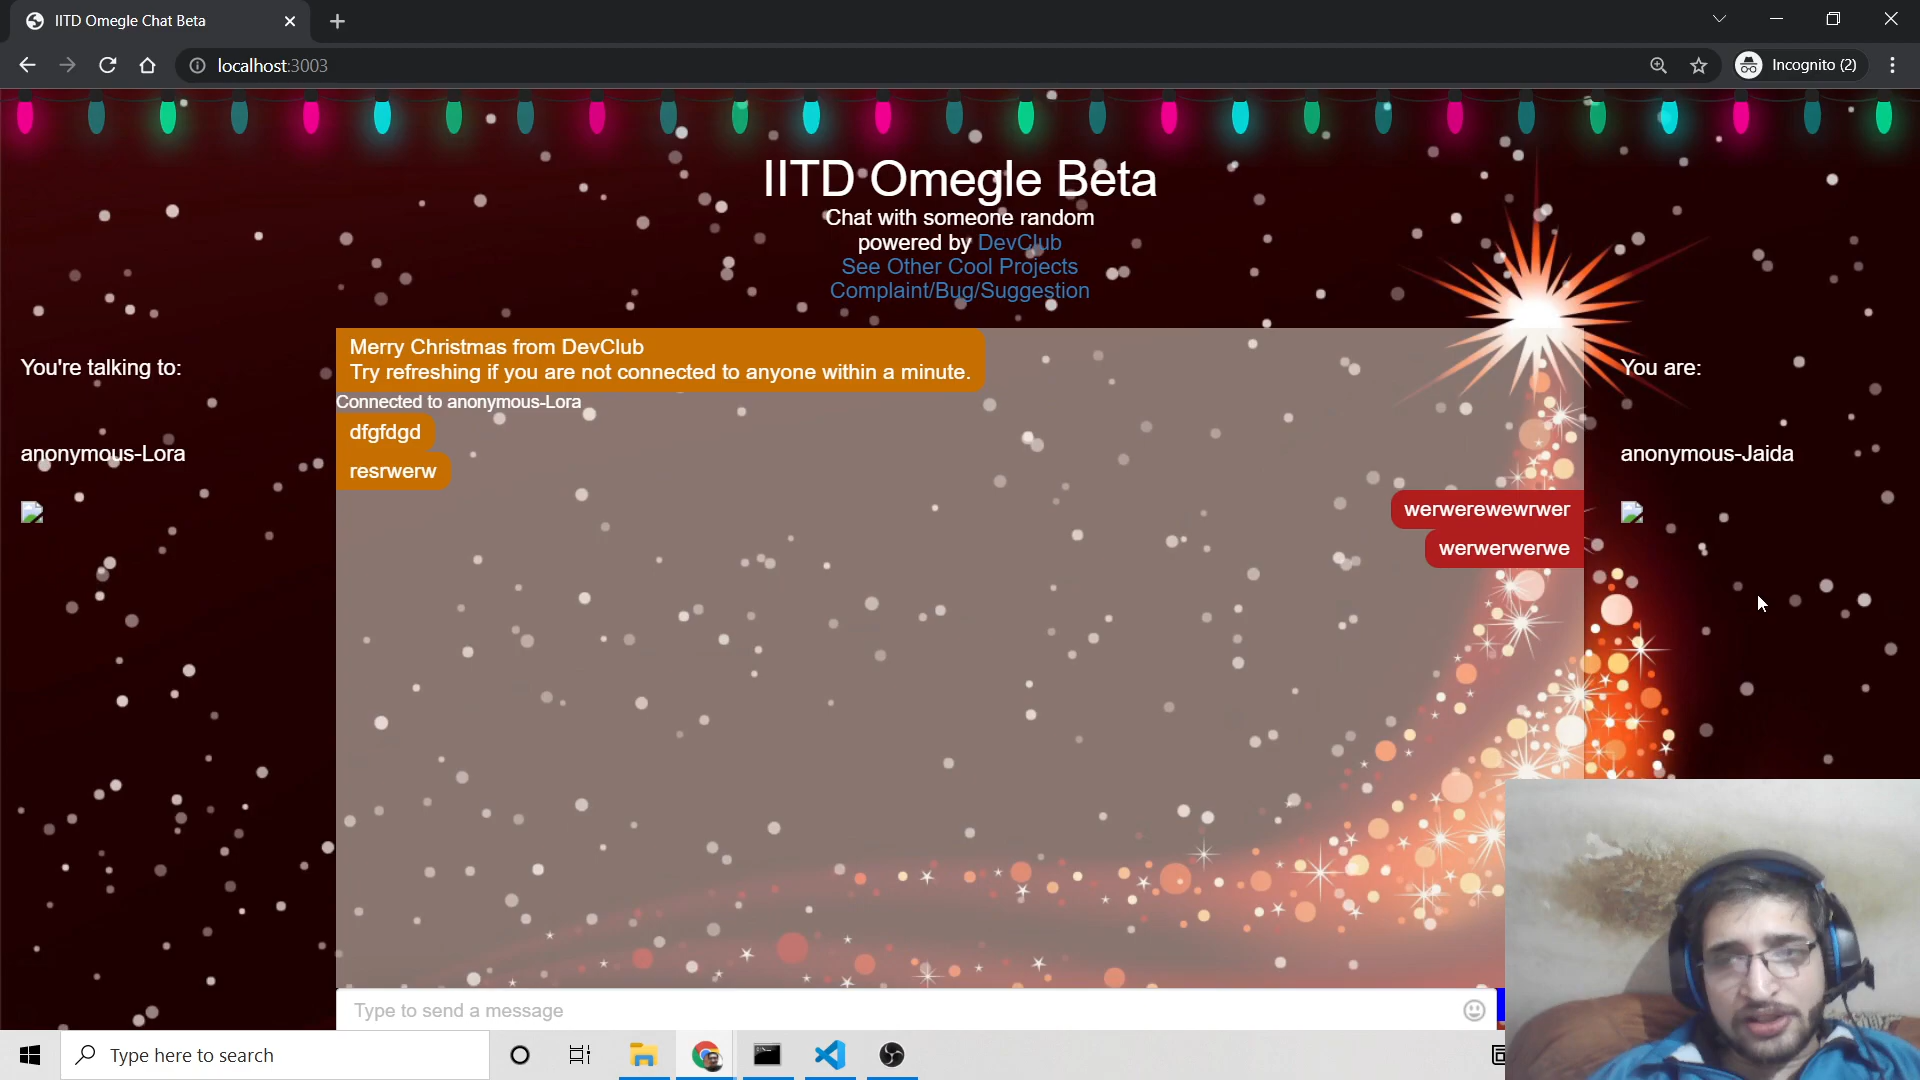 IITD Omegle Chat Beta
localhost:3003
Incognito (2)
IITD Omegle Beta
Chat with someone random
powered by DevClub
See Other Cool Projects
Complaint/Bug/Suggestion
You're talking to:
anonymous-Lora
Merry Christmas from DevClub
Try refreshing if you are not connected to anyone within a minute.
Connected to anonymous-Lora
dfgfdgd
resrwerw
werwerewewrwer
werwerwerwe
You are:
anonymous-Jaida
Type to send a message
Type here to search